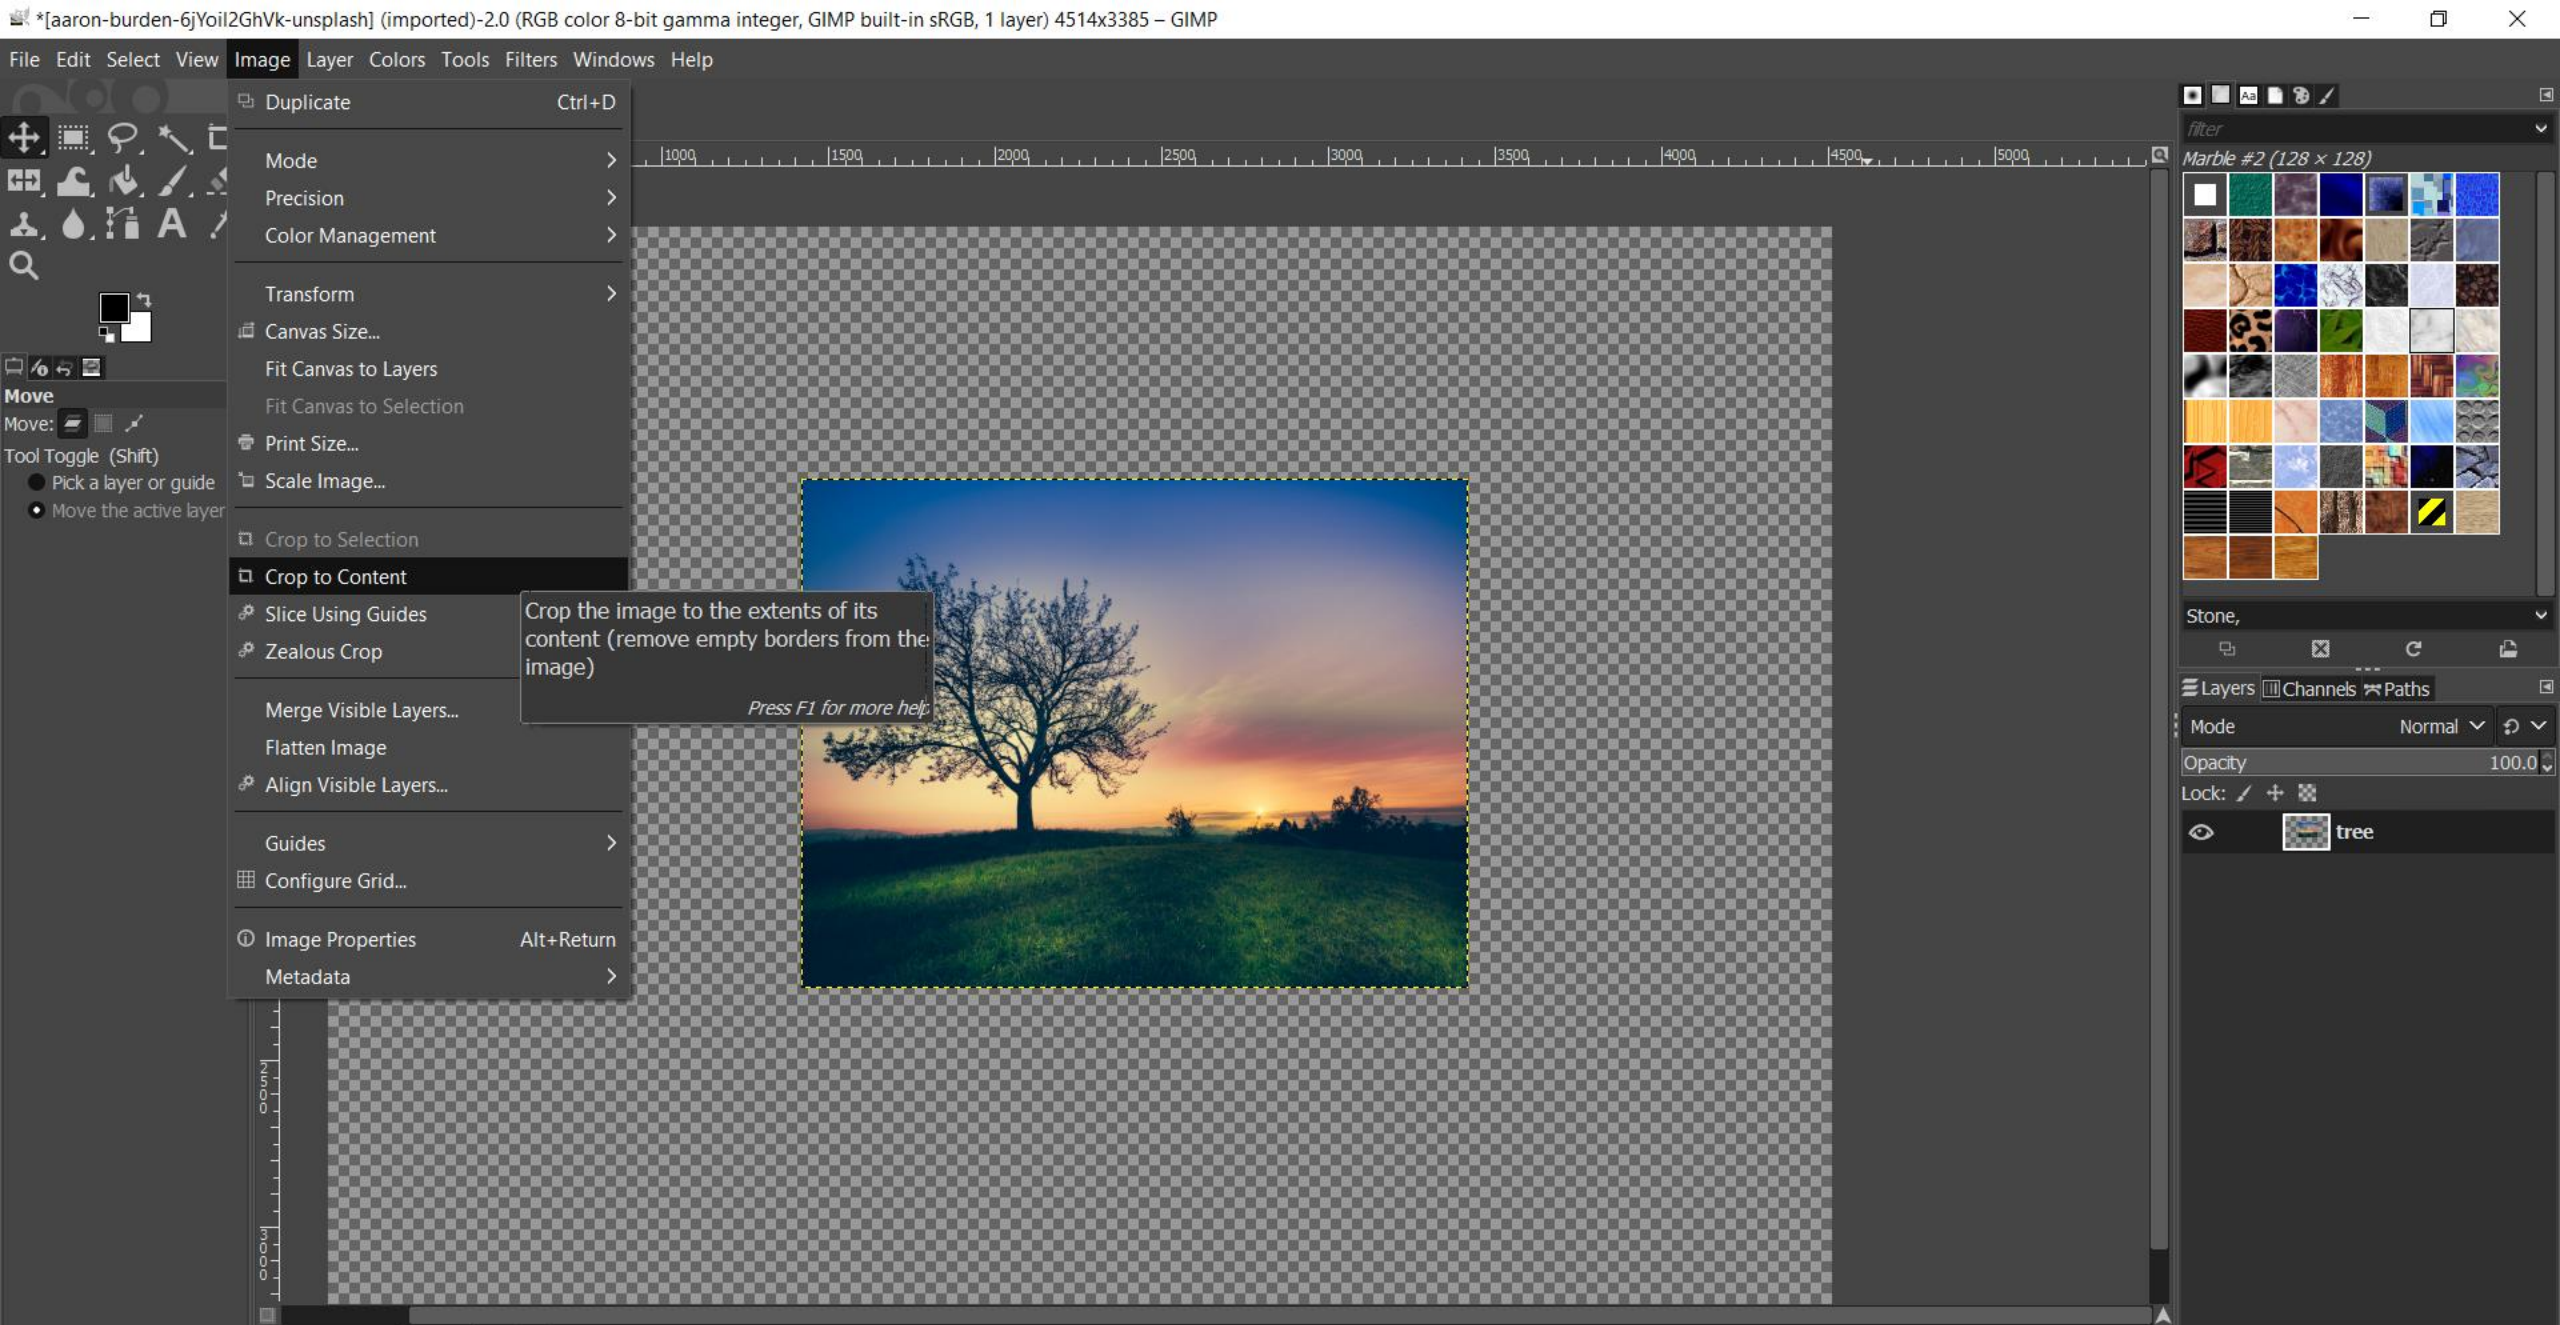 *[aaron-burden-6jYoil2GhVk-unsplash] (imported)-2.0 (RGB color 8-bit gamma integer, GIMP built-in sRGB, 1 layer) 4514x3385 – GIMP
File Edit Select View Image Layer Colors Tools Filters Windows Help
Duplicate Ctrl+D
Mode
Precision
Color Management
Transform
Canvas Size...
Fit Canvas to Layers
Fit Canvas to Selection
Print Size...
Scale Image...
Crop to Selection
Crop to Content
Slice Using Guides
Zealous Crop
Merge Visible Layers...
Flatten Image
Align Visible Layers...
Guides
Configure Grid...
Image Properties Alt+Return
Metadata
Crop the image to the extents of its
content (remove empty borders from the
image)
Press F1 for more help
Move
Move:
Tool Toggle (Shift)
Pick a layer or guide
Move the active layer
1000 1500 2000 2500 3000 3500 4000 4500 5000
2500
3000
Aa
filter
Marble #2 (128 × 128)
Stone,
Layers Channels Paths
Mode Normal
Opacity 100.0
Lock:
tree